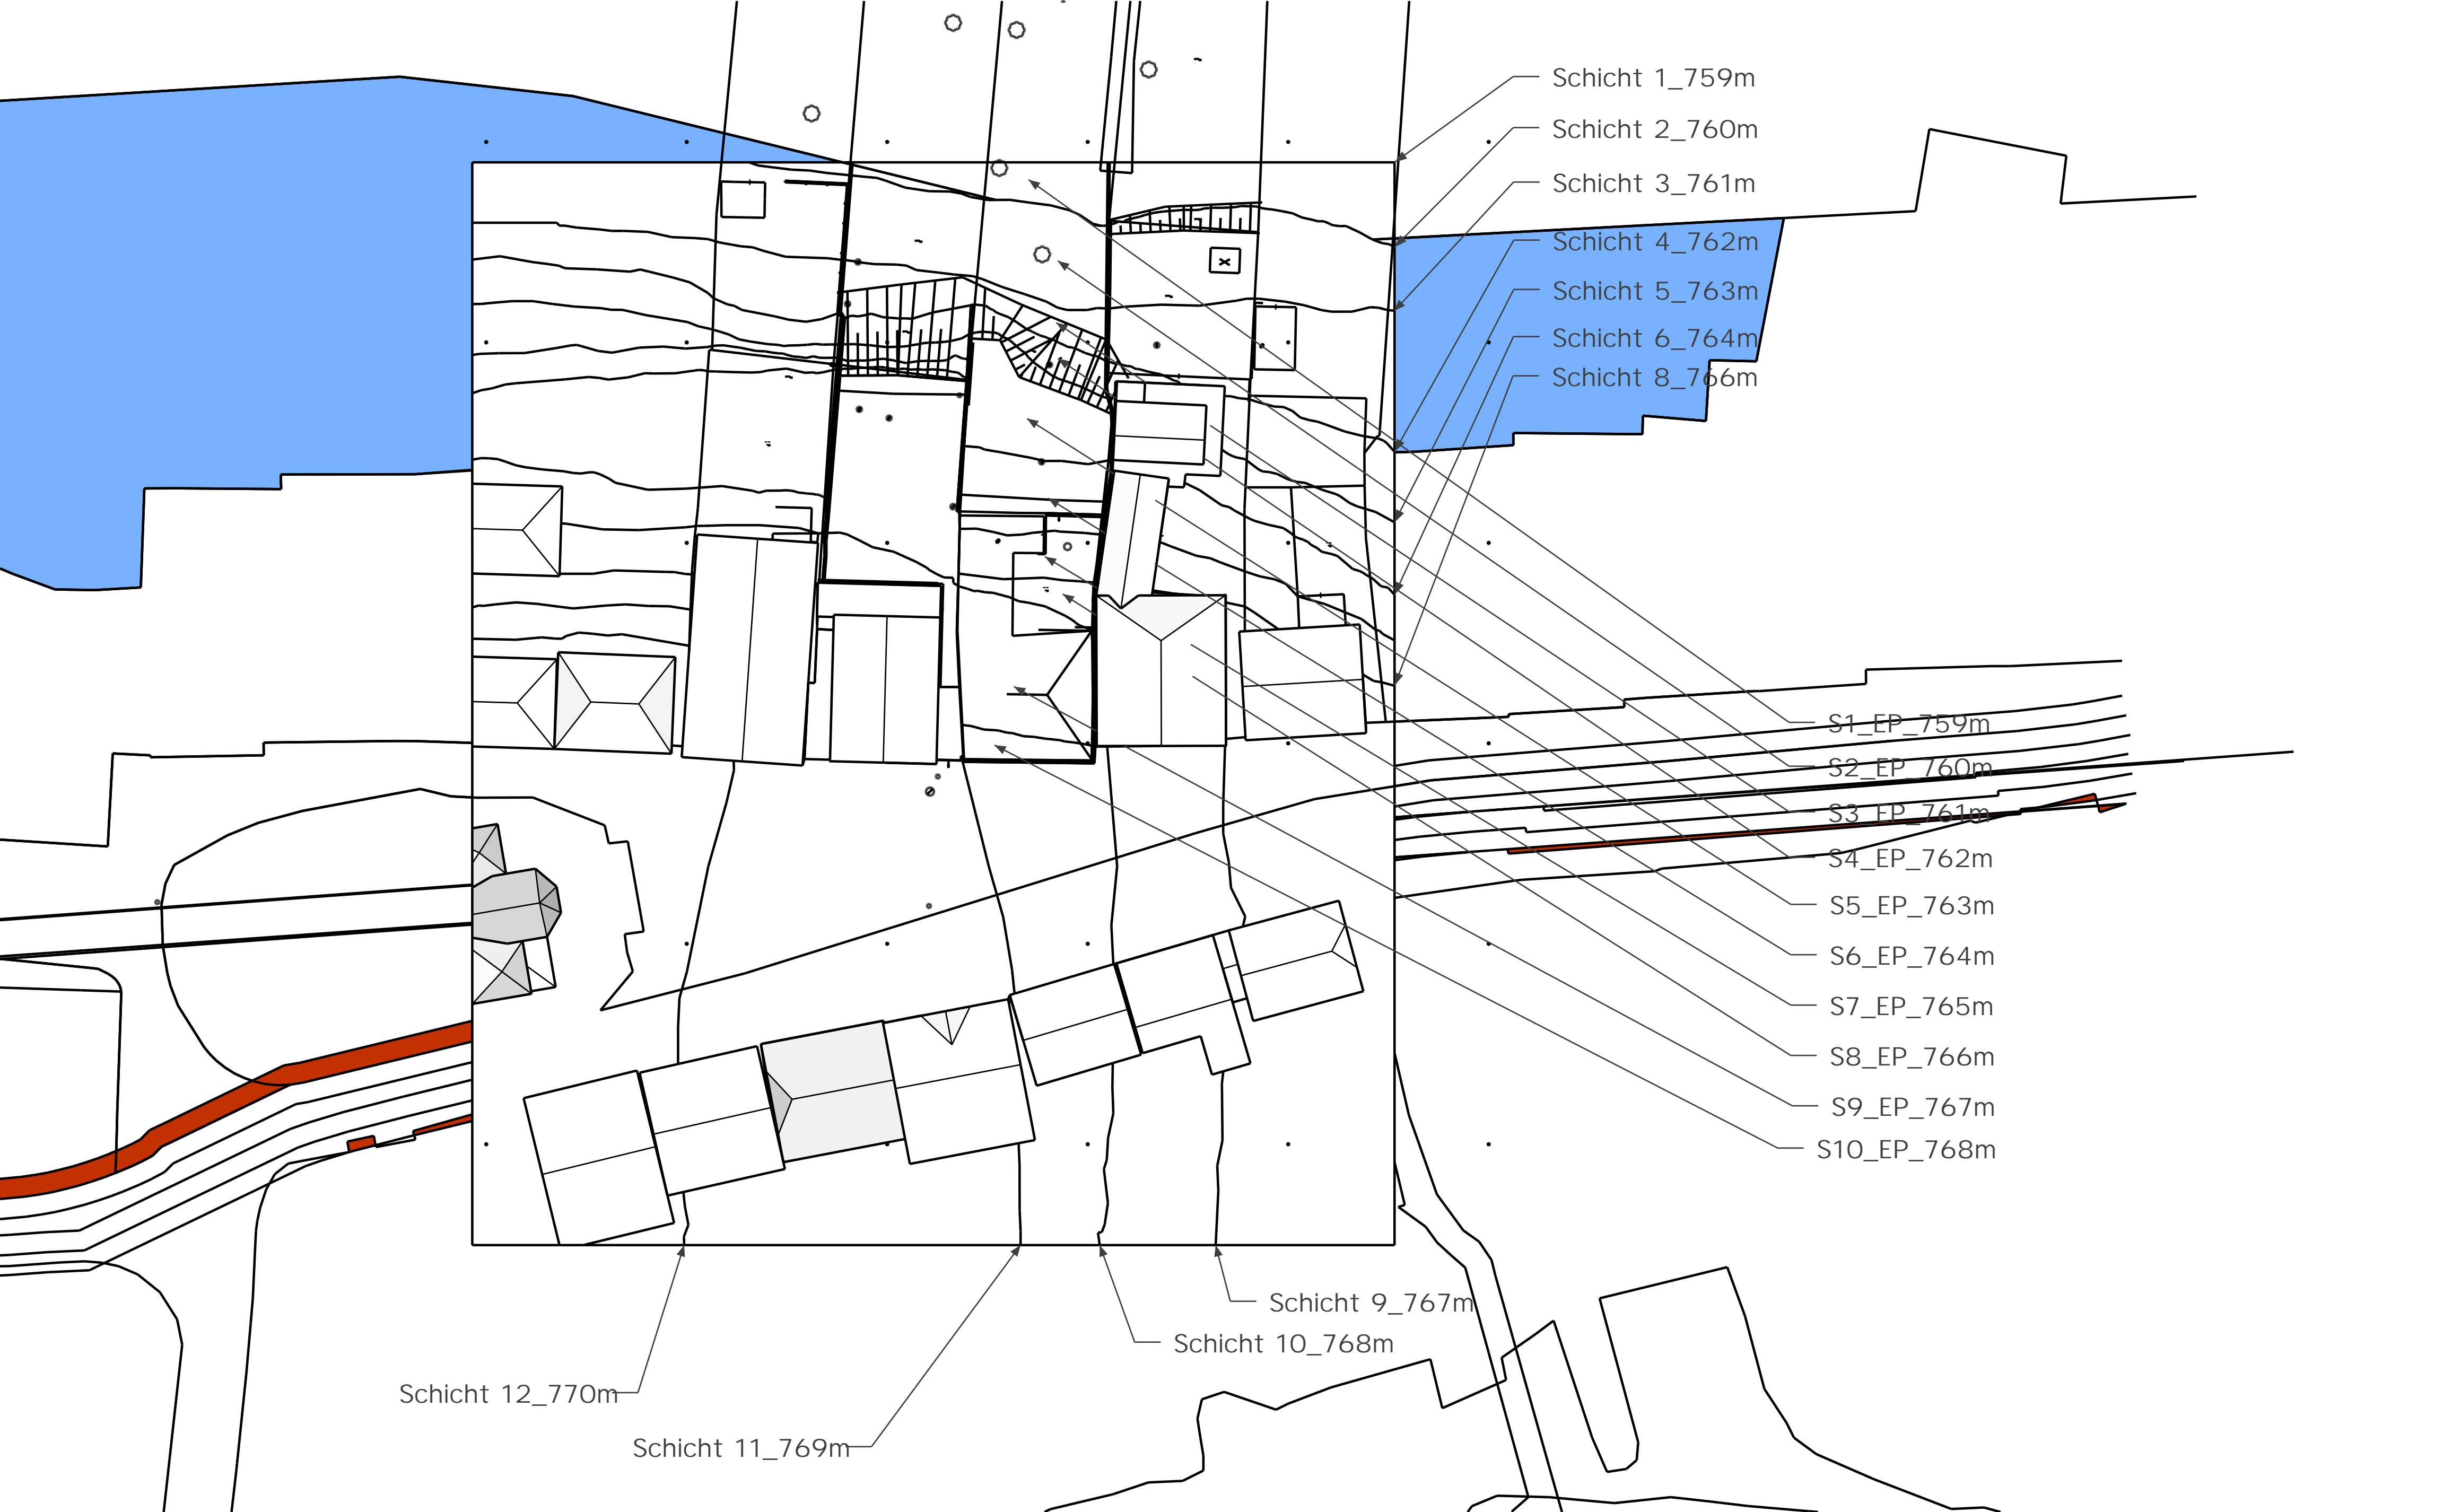 Schicht 1_759m
Schicht 2_760m
Schicht 3_761m
Schicht 4_762m
Schicht 5_763m
Schicht 6_764m
Schicht 8_766m
S1_EP_759m
S2_EP_760m
S3_EP_761m
S4_EP_762m
S5_EP_763m
S6_EP_764m
S7_EP_765m
S8_EP_766m
S9_EP_767m
S10_EP_768m
Schicht 9_767m
Schicht 10_768m
Schicht 12_770m
Schicht 11_769m